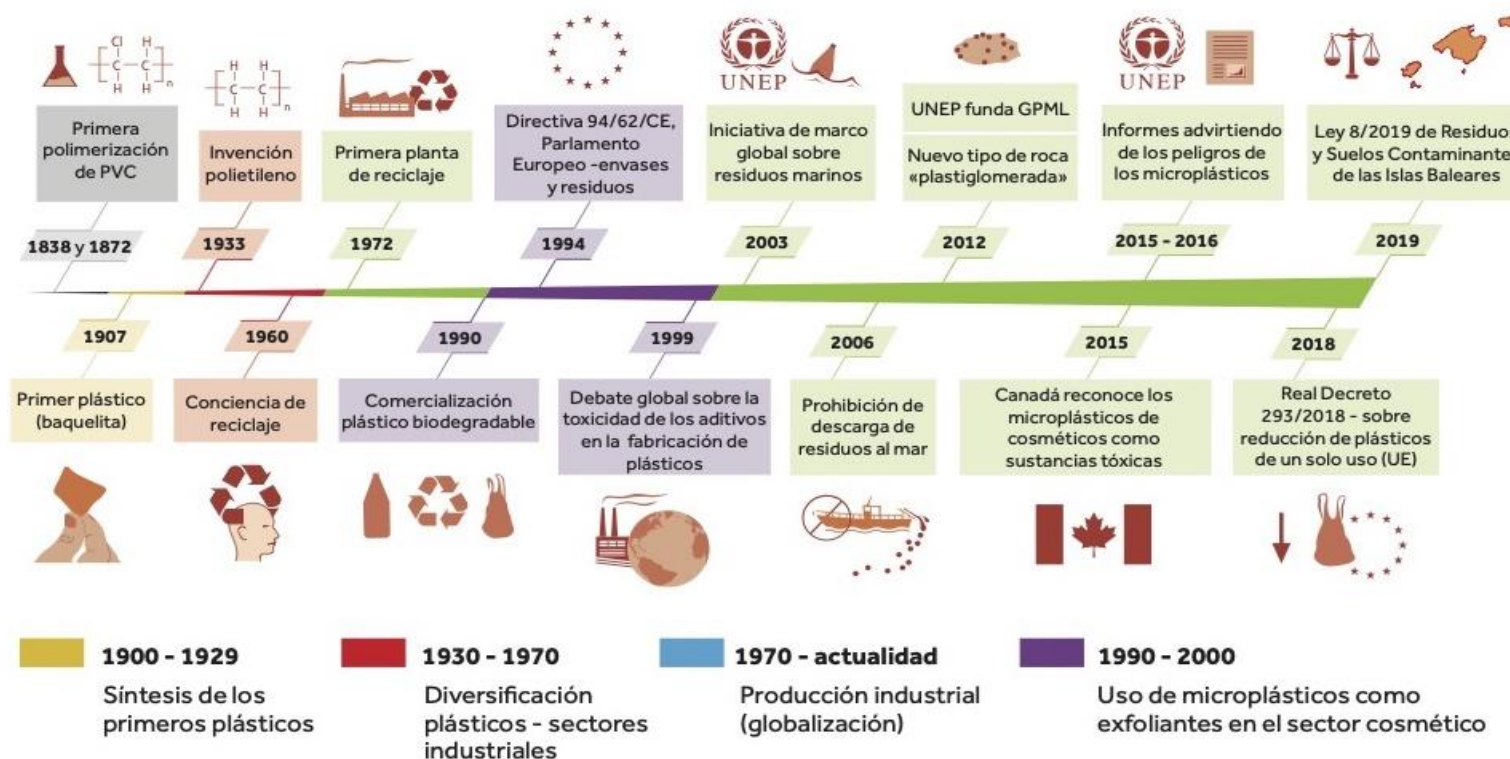 UNEP
UNEP
Cl H
C C
H H
n
H H
C C
H H
n
Primera
polimerización
de PVC
Invención
polietileno
Primera planta
de reciclaje
Directiva 94/62/CE,
Parlamento
Europeo -envases
y residuos
Iniciativa de marco
global sobre
residuos marinos
UNEP funda GPML
Nuevo tipo de roca
«plastiglomerada»
Informes advirtiendo
de los peligros de
los microplásticos
Ley 8/2019 de Residuo
y Suelos Contaminante
de las Islas Baleares
1838 y 1872
1933
1972
1994
2003
2012
2015 - 2016
2019
1907
1960
1990
1999
2006
2015
2018
Primer plástico
(baquelita)
Conciencia de
reciclaje
Comercialización
plástico biodegradable
Debate global sobre la
toxicidad de los aditivos
en la fabricación de
plásticos
Prohibición de
descarga de
residuos al mar
Canadá reconoce los
microplásticos de
cosméticos como
sustancias tóxicas
Real Decreto
293/2018 - sobre
reducción de plásticos
de un solo uso (UE)
1900 - 1929
Síntesis de los
primeros plásticos
1930 - 1970
Diversificación
plásticos - sectores
industriales
1970 - actualidad
Producción industrial
(globalización)
1990 - 2000
Uso de microplásticos como
exfoliantes en el sector cosmético